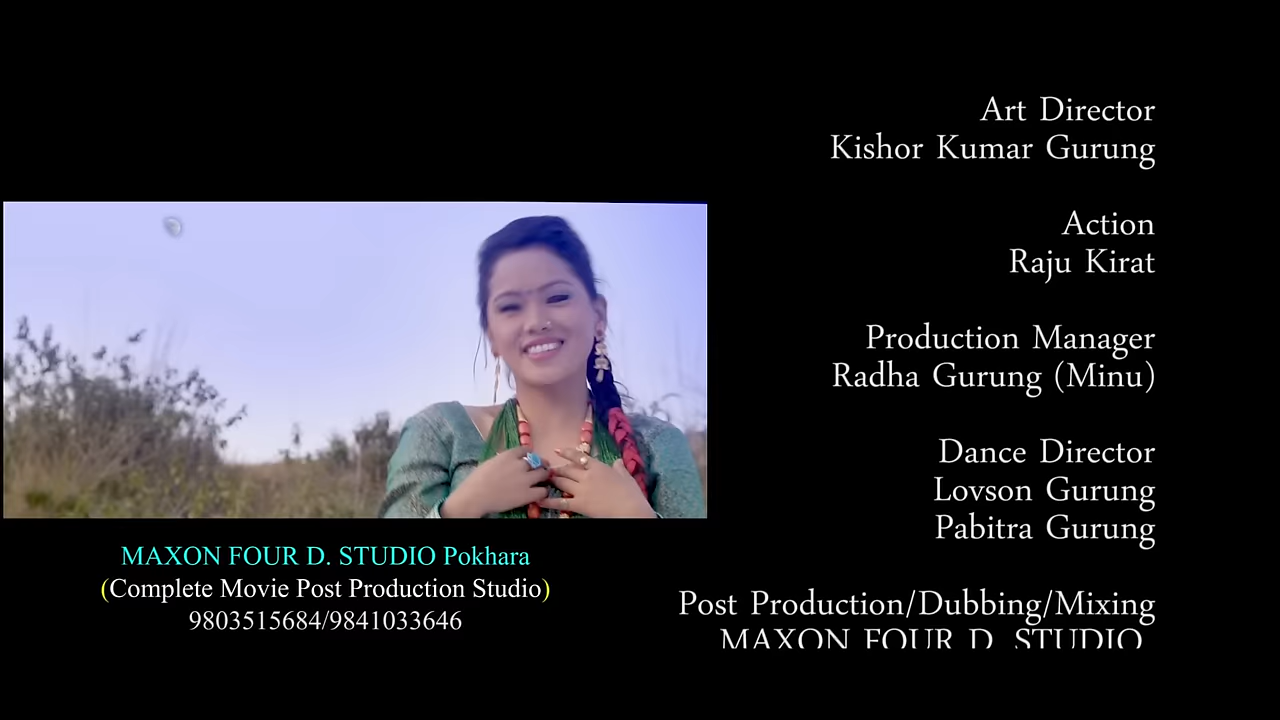 Art Director
Kishor Kumar Gurung
Action
Raju Kirat
Production Manager
Radha Gurung (Minu)
Dance Director
Lovson Gurung
Pabitra Gurung
Post Production/Dubbing/Mixing
MAXON FOUR D. STUDIO
MAXON FOUR D. STUDIO Pokhara
(Complete Movie Post Production Studio)
9803515684/9841033646